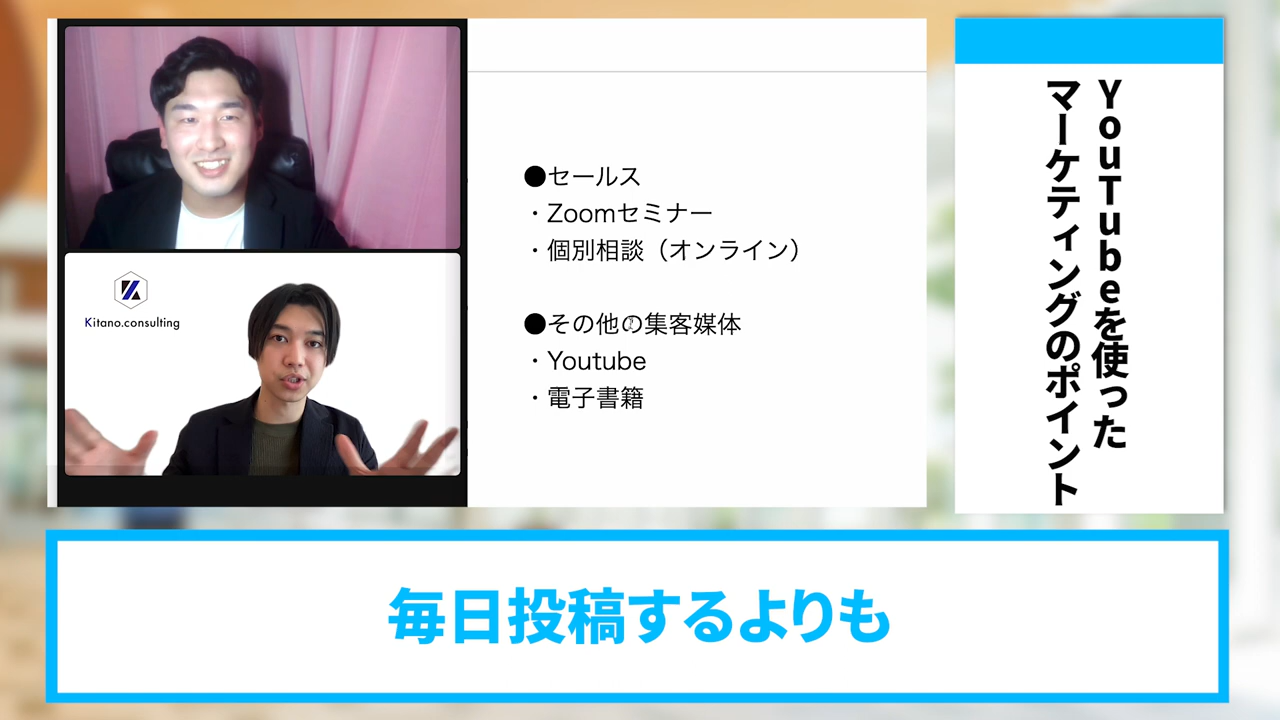 Kitano.consulting
●セールス
・Zoomセミナー
・個別相談（オンライン）
●その他の集客媒体
・Youtube
・電子書籍
YouTubeを使った
マーケティングのポイント
毎日投稿するよりも